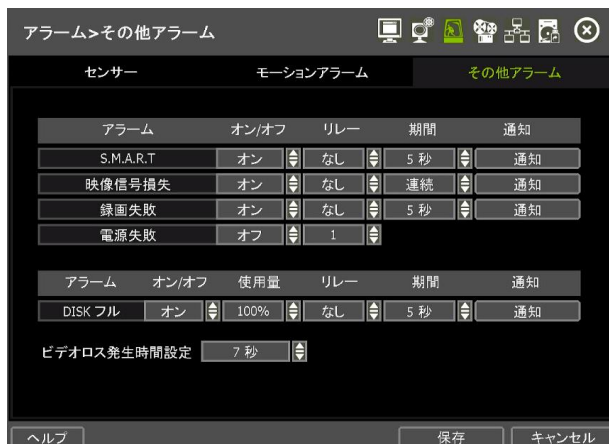 アラーム>その他アラーム
センサー モーションアラーム その他アラーム
アラーム オン/オフ リレー 期間 通知
S.M.A.R.T オン なし 5 秒 通知
映像信号損失 オン なし 連続 通知
録画失敗 オン なし 5 秒 通知
電源失敗 オフ 1
アラーム オン/オフ 使用量 リレー 期間 通知
DISK フル オン 100% なし 5 秒 通知
ビデオロス発生時間設定 7 秒
ヘルプ 保存 キャンセル